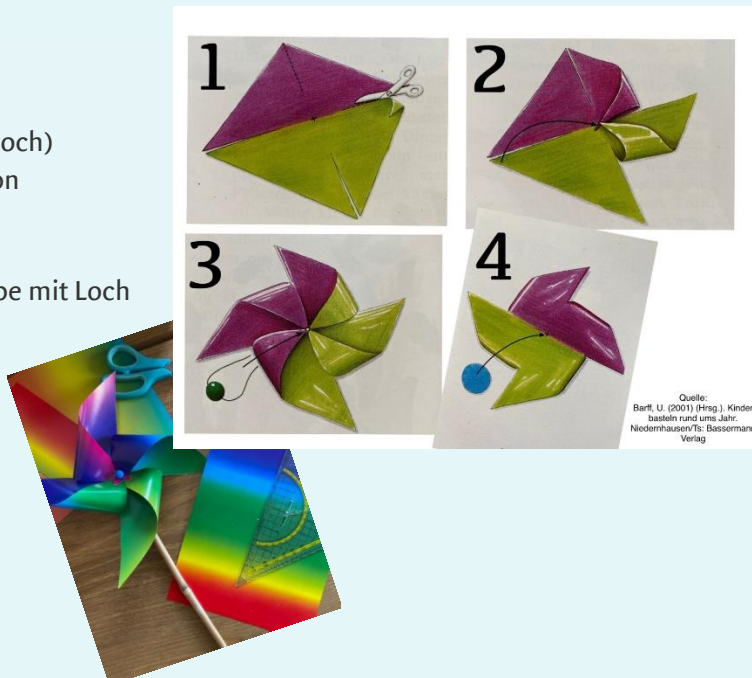 och)
on
be mit Loch
1
2
3
4
Quelle:
Barff, U. (2001) (Hrsg.). Kinder
basteln rund ums Jahr.
Niedernhausen/Ts: Bassermann
Verlag